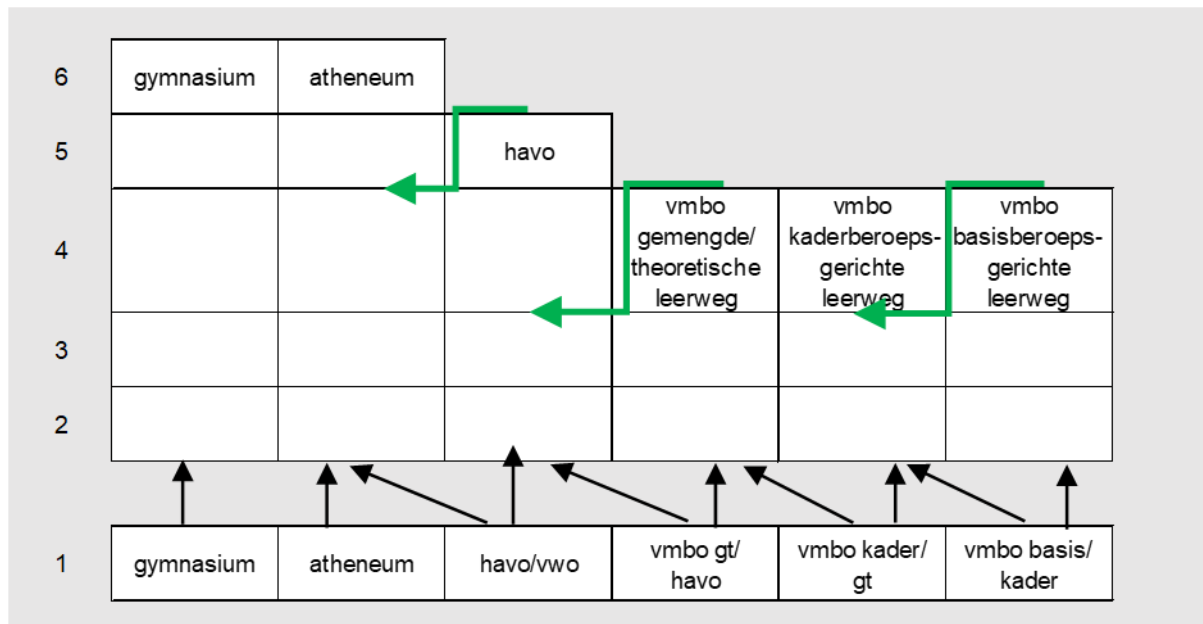 6 gymnasium atheneum
5 havo
4 vmbo gemengde/ theoretische leerweg vmbo kaderberoeps- gerichte leerweg vmbo basisberoeps- gerichte leerweg
3
2
1 gymnasium atheneum havo/vwo vmbo gt/ havo vmbo kader/ gt vmbo basis/ kader